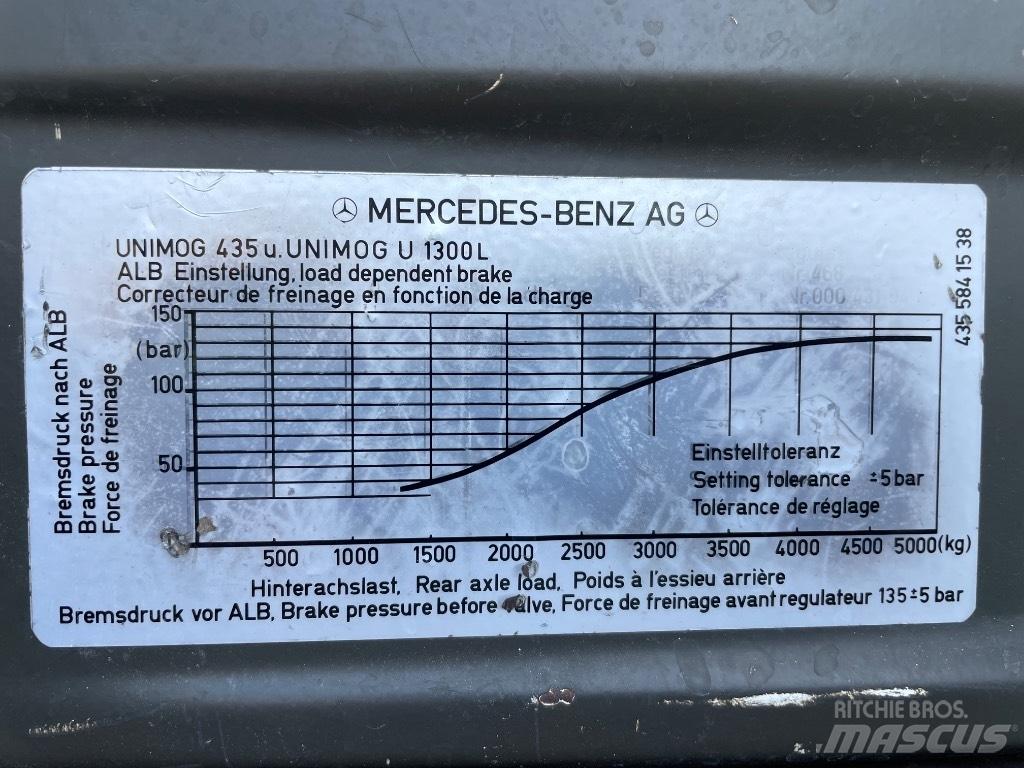 MERCEDES-BENZ AG
UNIMOG 435 u. UNIMOG U 1300 L
ALB Einstellung, load dependent brake
Correcteur de freinage en fonction de la charge
435 584 15 38
Bremsdruck nach ALB
Brake pressure
Force de freinage
150
(bar)
100
50
Einstelltoleranz
Setting tolerance ±5 bar
Tolérance de réglage
500 1000 1500 2000 2500 3000 3500 4000 4500 5000 (kg)
Hinterachslast, Rear axle load, Poids à l'essieu arrière
Bremsdruck vor ALB, Brake pressure before valve, Force de freinage avant regulateur 135±5 bar
RITCHIE BROS.
MASCUS